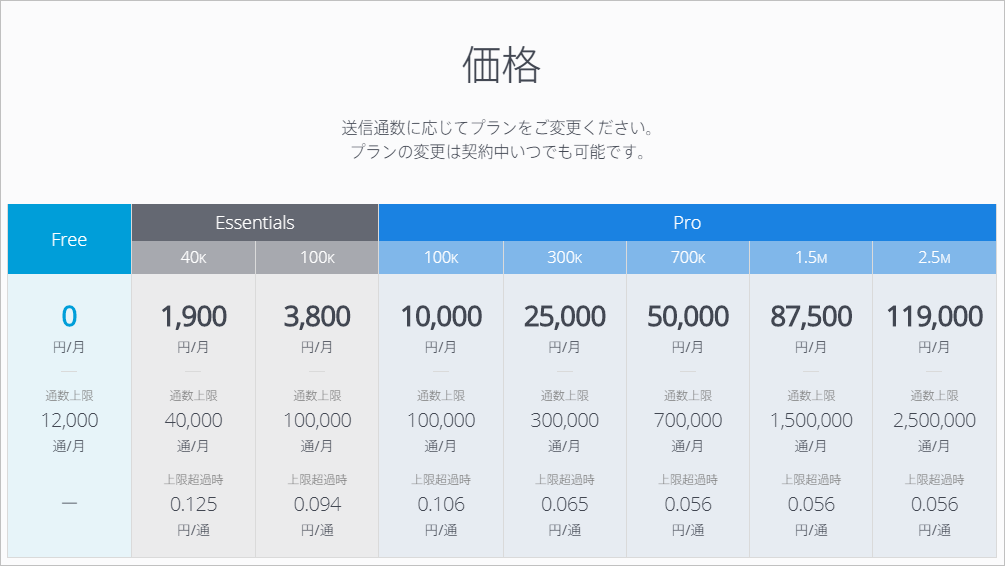 価格
送信通数に応じてプランをご変更ください。
プランの変更は契約中いつでも可能です。
Free Essentials Pro
40K 100K 100K 300K 700K 1.5M 2.5M
0 1,900 3,800 10,000 25,000 50,000 87,500 119,000
円/月 円/月 円/月 円/月 円/月 円/月 円/月 円/月
通数上限 通数上限 通数上限 通数上限 通数上限 通数上限 通数上限 通数上限
12,000 40,000 100,000 100,000 300,000 700,000 1,500,000 2,500,000
通/月 通/月 通/月 通/月 通/月 通/月 通/月 通/月
上限超過時 上限超過時 上限超過時 上限超過時 上限超過時 上限超過時 上限超過時
— 0.125 0.094 0.106 0.065 0.056 0.056 0.056
円/通 円/通 円/通 円/通 円/通 円/通 円/通